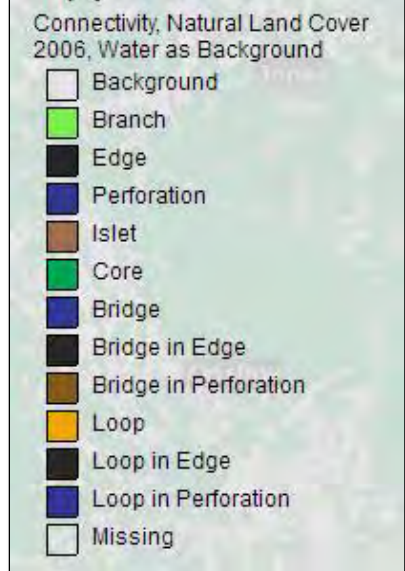 Connectivity, Natural Land Cover
2006, Water as Background
Background
Branch
Edge
Perforation
Islet
Core
Bridge
Bridge in Edge
Bridge in Perforation
Loop
Loop in Edge
Loop in Perforation
Missing